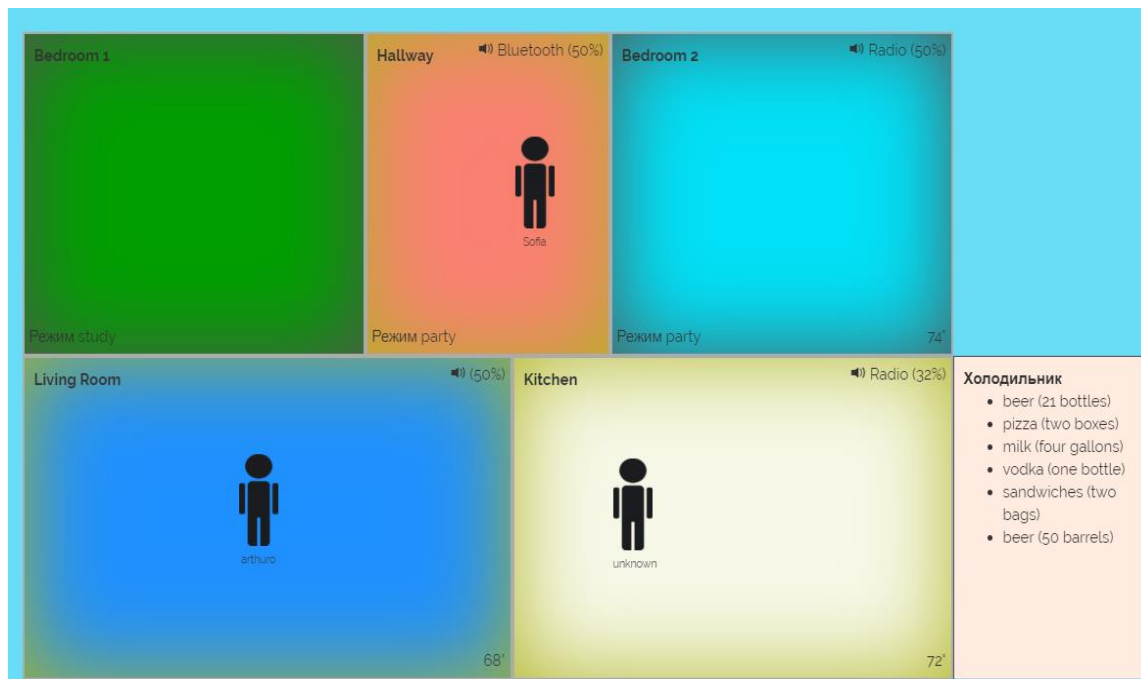 Bedroom 1
Hallway
Bluetooth (50%)
Bedroom 2
Radio (50%)
Sofia
Режим study
Режим party
Режим party
74°
Living Room
(50%)
Kitchen
Radio (32%)
Холодильник
beer (21 bottles)
pizza (two boxes)
milk (four gallons)
vodka (one bottle)
sandwiches (two
bags)
beer (50 barrels)
arthuro
unknown
68°
72°